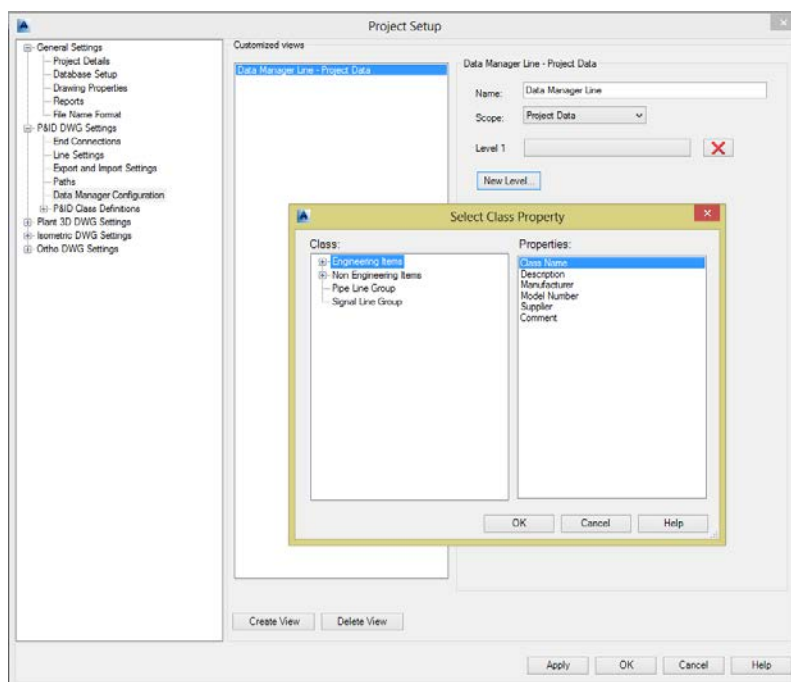 Project Setup
General Settings
Project Details
Database Setup
Drawing Properties
Reports
File Name Format
P&ID DWG Settings
End Connections
Line Settings
Export and Import Settings
Paths
Data Manager Configuration
P&ID Class Definitions
Plant 3D DWG Settings
Isometric DWG Settings
Ortho DWG Settings
Customized views
Data Manager Line - Project Data
Data Manager Line - Project Data
Name: Data Manager Line
Scope: Project Data
Level 1
New Level...
Select Class Property
Class:
Engineering Items
Non Engineering Items
Pipe Line Group
Signal Line Group
Properties:
Class Name
Description
Manufacturer
Model Number
Supplier
Comment
OK Cancel Help
Create View Delete View
Apply OK Cancel Help